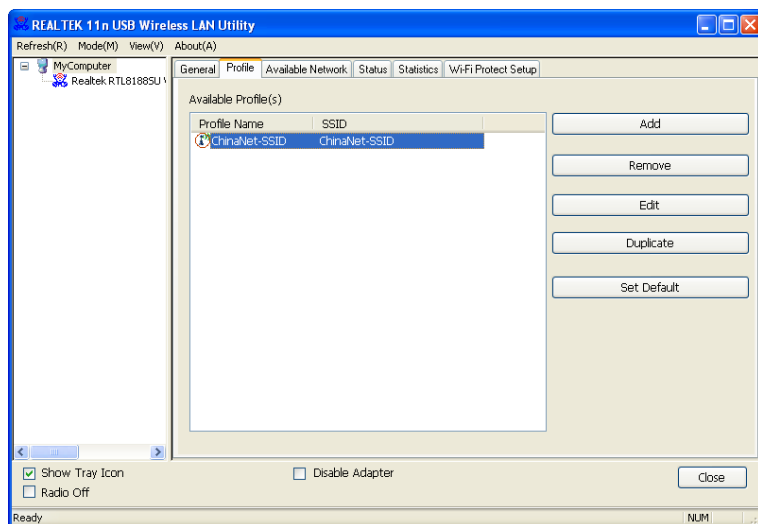 REALTEK 11n USB Wireless LAN Utility
Refresh(R) Mode(M) View(V) About(A)
MyComputer
Realtek RTL8188SU
General Profile Available Network Status Statistics Wi-Fi Protect Setup
Available Profile(s)
Profile Name SSID
ChinaNet-SSID ChinaNet-SSID
Add
Remove
Edit
Duplicate
Set Default
Show Tray Icon
Disable Adapter
Close
Radio Off
Ready
NUM